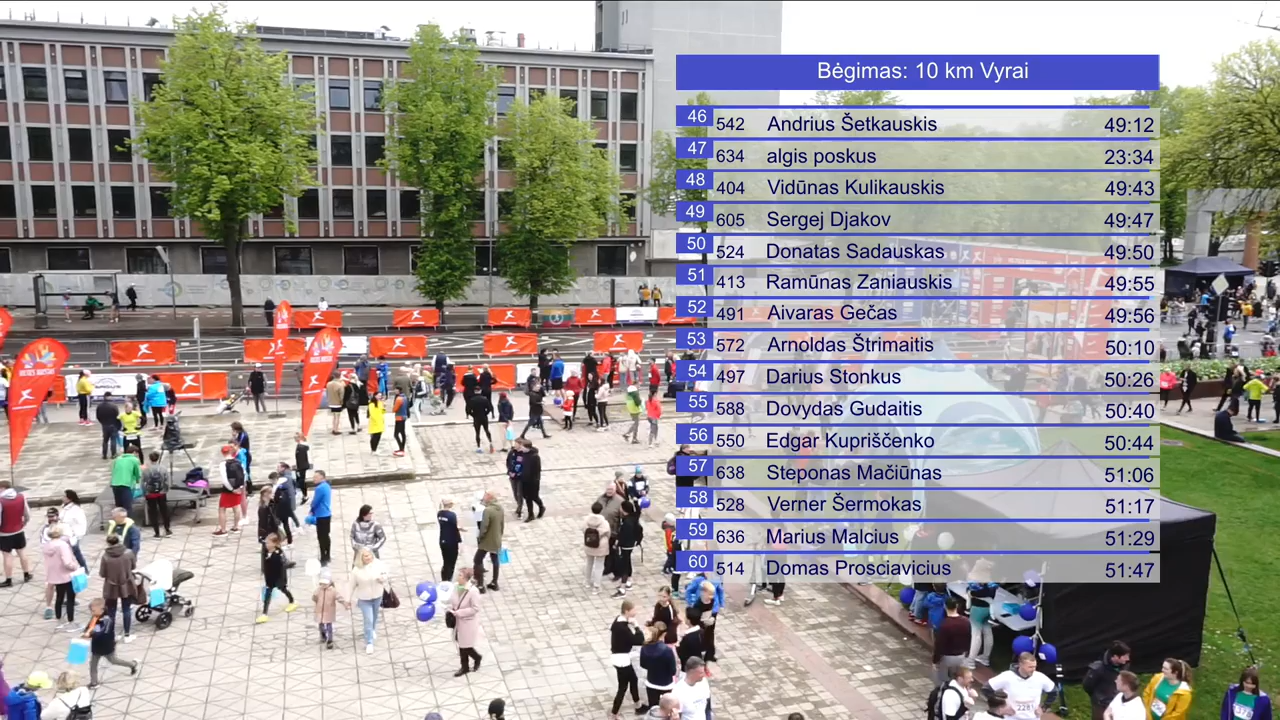 Bėgimas: 10 km Vyrai
46 542 Andrius Šetkauskis 49:12
47 634 algis poskus 23:34
48 404 Vidūnas Kulikauskis 49:43
49 605 Sergej Djakov 49:47
50 524 Donatas Sadauskas 49:50
51 413 Ramūnas Zaniauskis 49:55
52 491 Aivaras Gečas 49:56
53 572 Arnoldas Štrimaitis 50:10
54 497 Darius Stonkus 50:26
55 588 Dovydas Gudaitis 50:40
56 550 Edgar Kupriščenko 50:44
57 638 Steponas Mačiūnas 51:06
58 528 Verner Šermokas 51:17
59 636 Marius Malcius 51:29
60 514 Domas Prosciavicius 51:47